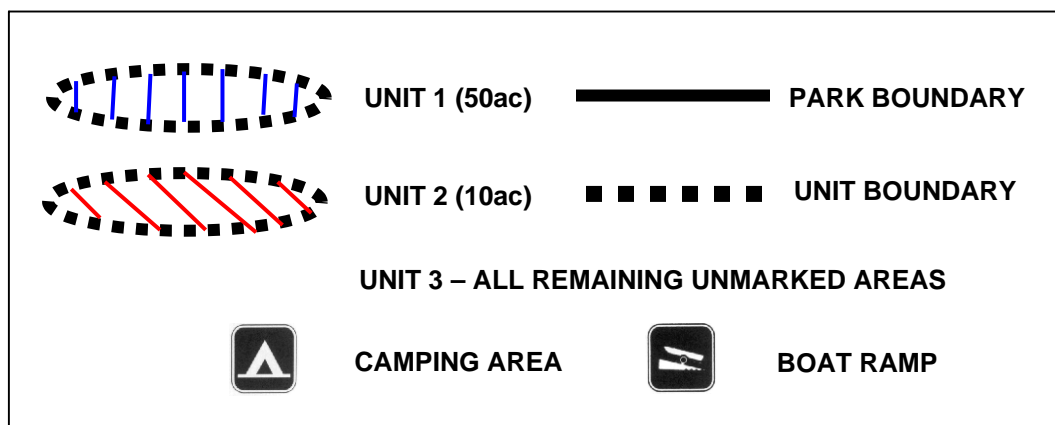 UNIT 1 (50ac) PARK BOUNDARY
UNIT 2 (10ac) UNIT BOUNDARY
UNIT 3 – ALL REMAINING UNMARKED AREAS
CAMPING AREA BOAT RAMP